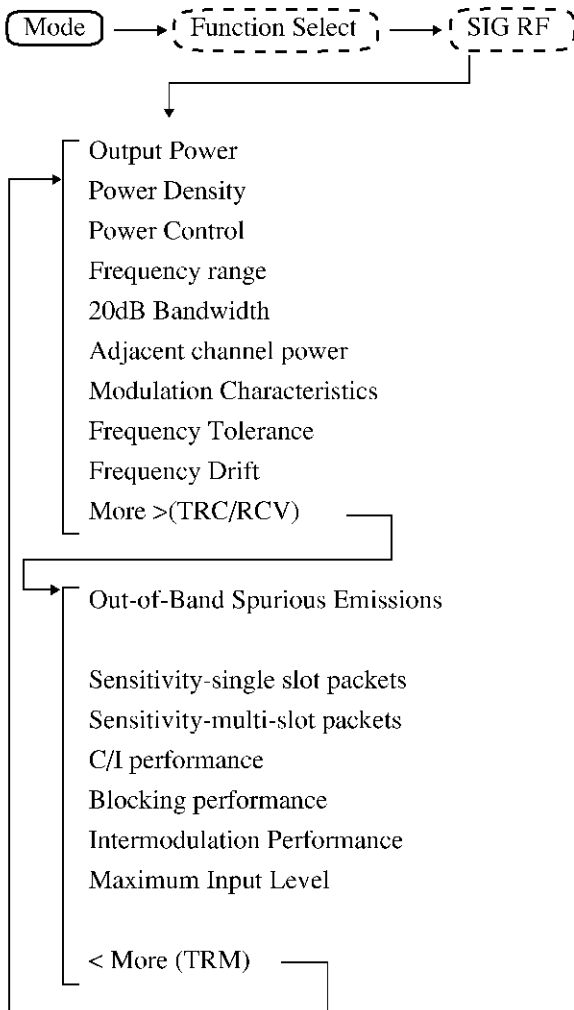 Mode Function Select SIG RF
Output Power
Power Density
Power Control
Frequency range
20dB Bandwidth
Adjacent channel power
Modulation Characteristics
Frequency Tolerance
Frequency Drift
More >(TRC/RCV)
Out-of-Band Spurious Emissions
Sensitivity-single slot packets
Sensitivity-multi-slot packets
C/I performance
Blocking performance
Intermodulation Performance
Maximum Input Level
< More (TRM)